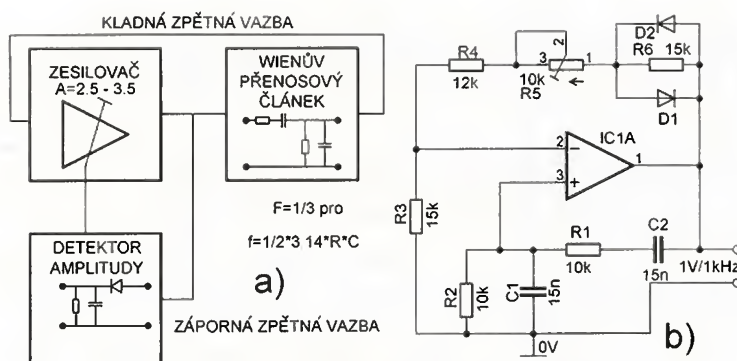 KLADNÁ ZPĚTNÁ VAZBA
ZESILOVAČ
A=2.5 - 3.5
WIENŮV
PŘENOSOVÝ
ČLÁNEK
F=1/3 pro
f=1/2*3 14*R*C
DETEKTOR
AMPLITUDY
a)
ZÁPORNÁ ZPĚTNÁ VAZBA
R4
12k
2
3
1
10k
R5
D2
R6
15k
D1
IC1A
2
3
1
R3
15k
R1
10k
C2
15n
1V/1kHz
R2
10k
C1
15n
0V
b)